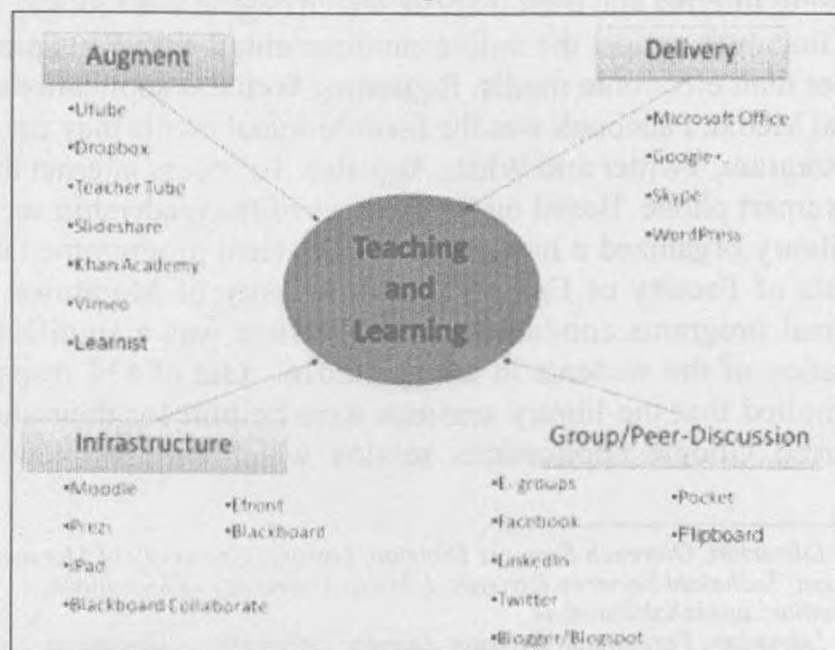 Augment
•Utube
•Dropbox
•Teacher Tube
•Slideshare
•Khan Academy
•Vimeo
•Learnist
Delivery
•Microsoft Office
•Google+
•Skype
•WordPress
Teaching
and
Learning
Infrastructure
•Moodle
•Prezi
•iPad
•Blackboard Collaborate
•Efront
•Blackboard
Group/Peer-Discussion
•E-groups
•Facebook
•LinkedIn
•Twitter
•Blogger/Blogspot
•Pocket
•Flipboard